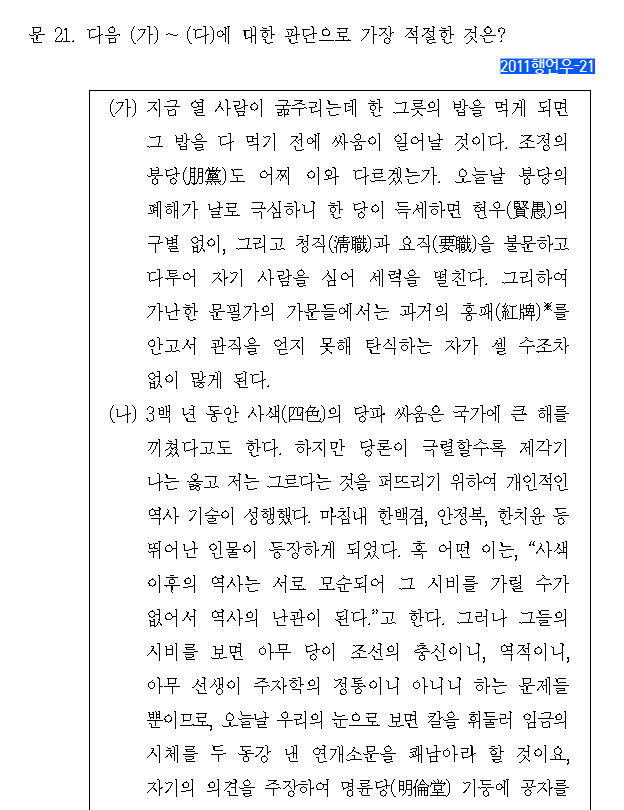 문 21. 다음 (가) ~ (다)에 대한 판단으로 가장 적절한 것은?
2011행언우-21
(가) 지금 열 사람이 굶주리는데 한 그릇의 밥을 먹게 되면
그 밥을 다 먹기 전에 싸움이 일어날 것이다. 조정의
붕당(朋黨)도 어찌 이와 다르겠는가. 오늘날 붕당의
폐해가 날로 극심하니 한 당이 득세하면 현우(賢愚)의
구별 없이, 그리고 청직(淸職)과 요직(要職)을 불문하고
다투어 자기 사람을 심어 세력을 떨친다. 그리하여
가난한 문필가의 가문들에서는 과거의 홍패(紅牌)*를
안고서 관직을 얻지 못해 탄식하는 자가 셀 수조차
없이 많게 된다.
(나) 3백 년 동안 사색(四色)의 당파 싸움은 국가에 큰 해를
끼쳤다고도 한다. 하지만 당론이 극렬할수록 제각기
나는 옳고 저는 그르다는 것을 퍼뜨리기 위하여 개인적인
역사 기술이 성행했다. 마침내 한백겸, 안정복, 한치윤 등
뛰어난 인물이 등장하게 되었다. 혹 어떤 이는, “사색
이후의 역사는 서로 모순되어 그 시비를 가릴 수가
없어서 역사의 난관이 된다.”고 한다. 그러나 그들의
시비를 보면 아무 당이 조선의 충신이니, 역적이니,
아무 선생이 주자학의 정통이니 아니니 하는 문제들
뿐이므로, 오늘날 우리의 눈으로 보면 칼을 휘둘러 임금의
시체를 두 동강 낸 연개소문을 쾌남아라 할 것이요,
자기의 의견을 주장하여 명륜당(明倫堂) 기둥에 공자를